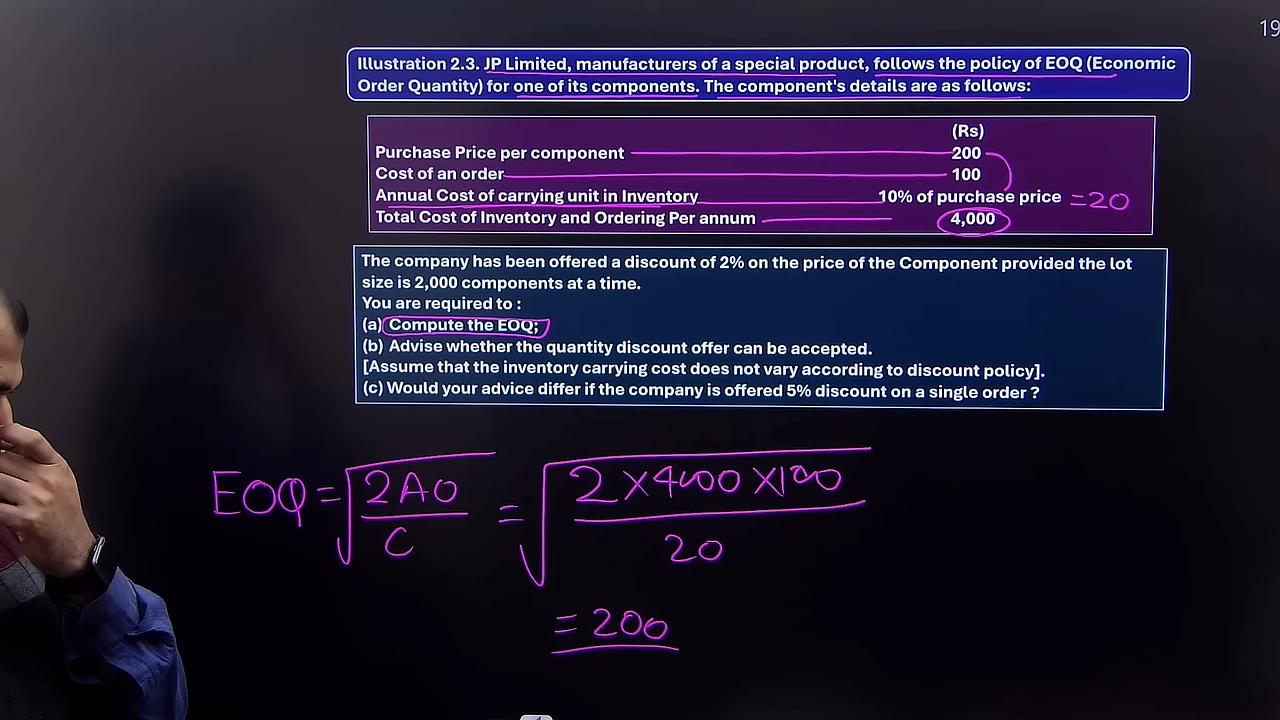 19
Illustration 2.3. JP Limited, manufacturers of a special product, follows the policy of EOQ (Economic
Order Quantity) for one of its components. The component's details are as follows:
(Rs)
Purchase Price per component 200
Cost of an order 100
Annual Cost of carrying unit in Inventory 10% of purchase price = 20
Total Cost of Inventory and Ordering Per annum 4,000
The company has been offered a discount of 2% on the price of the Component provided the lot
size is 2,000 components at a time.
You are required to :
(a) Compute the EOQ;
(b) Advise whether the quantity discount offer can be accepted.
[Assume that the inventory carrying cost does not vary according to discount policy].
(c) Would your advice differ if the company is offered 5% discount on a single order ?
EOQ = √2AO / C = √2 × 4000 × 100 / 20
= 200